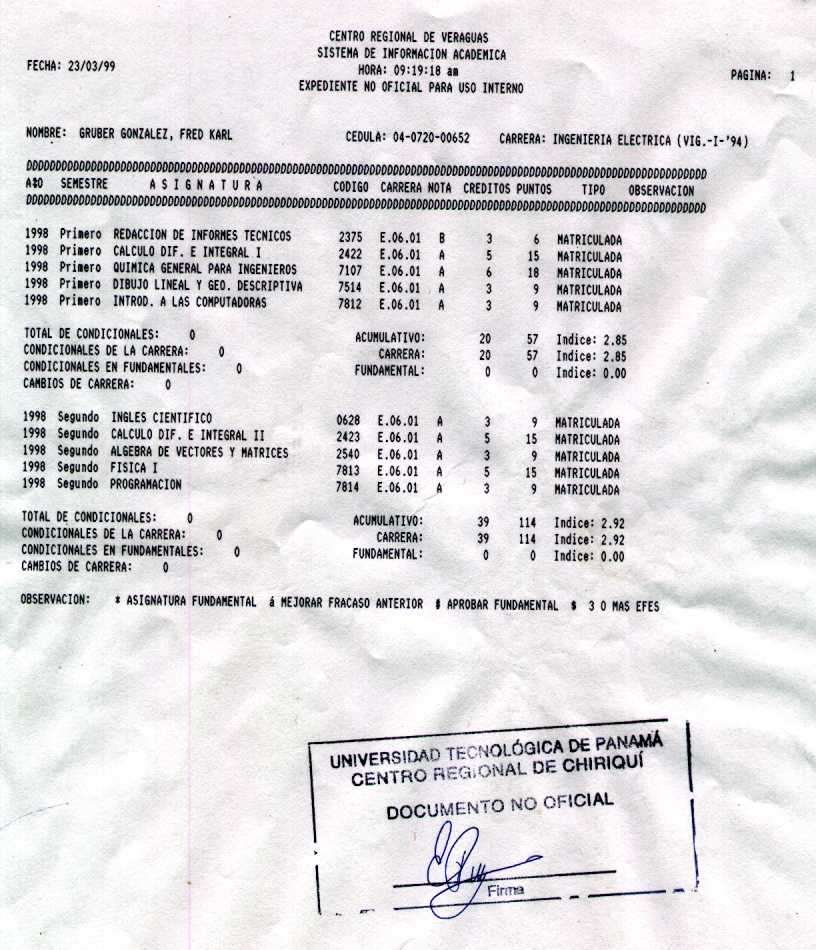 CENTRO REGIONAL DE VERAGUAS
SISTEMA DE INFORMACION ACADEMICA
FECHA: 23/03/99
HORA: 09:19:18 am
PAGINA: 1
EXPEDIENTE NO OFICIAL PARA USO INTERNO
NOMBRE: GRUBER GONZALEZ, FRED KARL CEDULA: 04-0720-00652 CARRERA: INGENIERIA ELECTRICA (VIG.-I-'94)
SEMESTRE A S I G N A T U R A CODIGO CARRERA NOTA CREDITOS PUNTOS TIPO OBSERVACION
1998 Primero REDACCION DE INFORMES TECNICOS 2375 E.06.01 B 3 6 MATRICULADA
1998 Primero CALCULO DIF. E INTEGRAL I 2422 E.06.01 A 5 15 MATRICULADA
1998 Primero QUIMICA GENERAL PARA INGENIEROS 7107 E.06.01 A 6 18 MATRICULADA
1998 Primero DIBUJO LINEAL Y GEO. DESCRIPTIVA 7514 E.06.01 A 3 9 MATRICULADA
1998 Primero INTROD. A LAS COMPUTADORAS 7812 E.06.01 A 3 9 MATRICULADA
TOTAL DE CONDICIONALES: 0 ACUMULATIVO: 20 57 Indice: 2.85
CONDICIONALES DE LA CARRERA: 0 CARRERA: 20 57 Indice: 2.85
CONDICIONALES EN FUNDAMENTALES: 0 FUNDAMENTAL: 0 0 Indice: 0.00
CAMBIOS DE CARRERA: 0
1998 Segundo INGLES CIENTIFICO 0628 E.06.01 A 3 9 MATRICULADA
1998 Segundo CALCULO DIF. E INTEGRAL II 2423 E.06.01 A 5 15 MATRICULADA
1998 Segundo ALGEBRA DE VECTORES Y MATRICES 2540 E.06.01 A 3 9 MATRICULADA
1998 Segundo FISICA I 7813 E.06.01 A 5 15 MATRICULADA
1998 Segundo PROGRAMACION 7814 E.06.01 A 3 9 MATRICULADA
TOTAL DE CONDICIONALES: 0 ACUMULATIVO: 39 114 Indice: 2.92
CONDICIONALES DE LA CARRERA: 0 CARRERA: 39 114 Indice: 2.92
CONDICIONALES EN FUNDAMENTALES: 0 FUNDAMENTAL: 0 0 Indice: 0.00
CAMBIOS DE CARRERA: 0
OBSERVACION: * ASIGNATURA FUNDAMENTAL á MEJORAR FRACASO ANTERIOR # APROBAR FUNDAMENTAL $ 3 O MAS EFES
UNIVERSIDAD TECNOLÓGICA DE PANAMÁ
CENTRO REGIONAL DE CHIRIQUÍ
DOCUMENTO NO OFICIAL
Firma